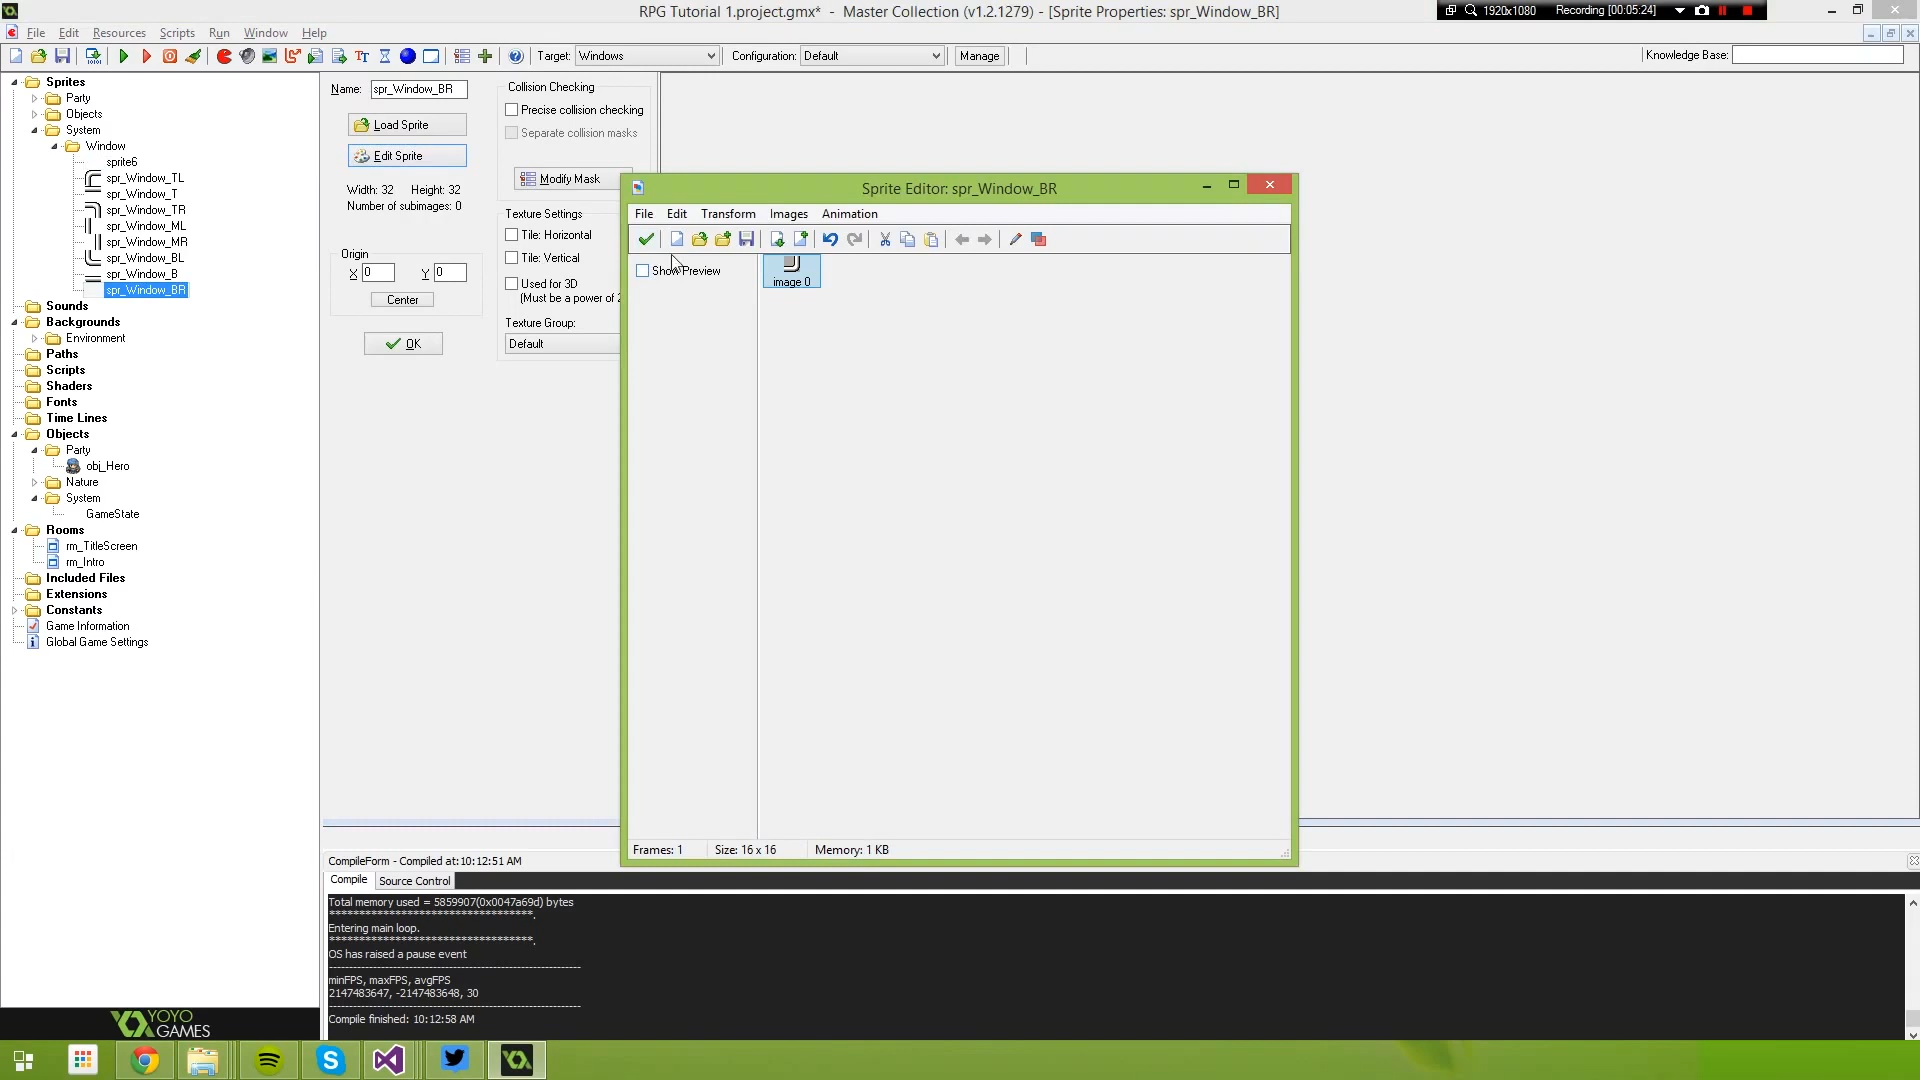 RPG Tutorial 1.project.gmx* - Master Collection (v1.2.1279) - [Sprite Properties: spr_Window_BR]
1920x1080 Recording [00:05:24]
File Edit Resources Scripts Run Window Help
Target: Windows Configuration: Default Manage Knowledge Base:
Sprites
Party
Objects
System
Window
sprite6
spr_Window_TL
spr_Window_T
spr_Window_TR
spr_Window_ML
spr_Window_MR
spr_Window_BL
spr_Window_B
spr_Window_BR
Sounds
Backgrounds
Environment
Paths
Scripts
Shaders
Fonts
Time Lines
Objects
Party
obj_Hero
Nature
System
GameState
Rooms
rm_TitleScreen
rm_Intro
Included Files
Extensions
Constants
Game Information
Global Game Settings
YOYO
GAMES
Name: spr_Window_BR
Load Sprite
Edit Sprite
Width: 32 Height: 32
Number of subimages: 0
Origin
X 0 Y 0
Center
OK
Collision Checking
Precise collision checking
Separate collision masks
Modify Mask
Texture Settings
Tile: Horizontal
Tile: Vertical
Used for 3D
(Must be a power of 2
Texture Group:
Default
Sprite Editor: spr_Window_BR
File Edit Transform Images Animation
Show Preview
image 0
Frames: 1 Size: 16 x 16 Memory: 1 KB
CompileForm - Compiled at:10:12:51 AM
Compile Source Control
Total memory used = 5859907(0x0047a69d) bytes
**********************************.
Entering main loop.
**********************************.
OS has raised a pause event
---------------------------------------------------------------
minFPS, maxFPS, avgFPS
2147483647, -2147483648, 30
---------------------------------------------------------------
Compile finished: 10:12:58 AM